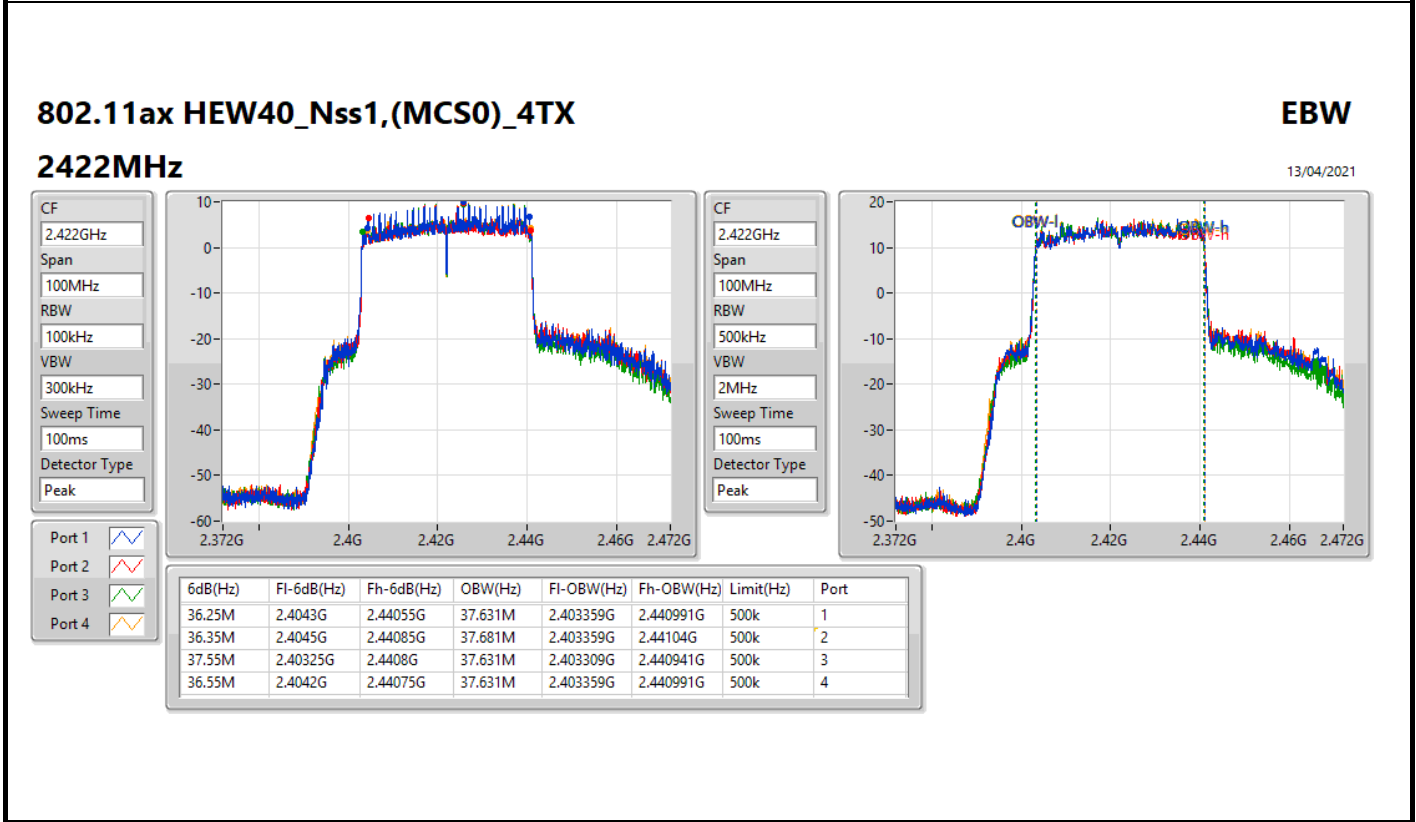 802.11ax HEW40_Nss1,(MCS0)_4TX EBW
2422MHz 13/04/2021
CF
2.422GHz
Span
100MHz
RBW
100kHz
VBW
300kHz
Sweep Time
100ms
Detector Type
Peak
10
0
-10
-20
-30
-40
-50
-60
2.372G 2.4G 2.42G 2.44G 2.46G 2.472G
CF
2.422GHz
Span
100MHz
RBW
500kHz
VBW
2MHz
Sweep Time
100ms
Detector Type
Peak
20
10
0
-10
-20
-30
-40
-50
OBW-l OBW-h
2.372G 2.4G 2.42G 2.44G 2.46G 2.472G
Port 1
Port 2
Port 3
Port 4
6dB(Hz) Fl-6dB(Hz) Fh-6dB(Hz) OBW(Hz) Fl-OBW(Hz) Fh-OBW(Hz) Limit(Hz) Port
36.25M 2.4043G 2.44055G 37.631M 2.403359G 2.440991G 500k 1
36.35M 2.4045G 2.44085G 37.681M 2.403359G 2.44104G 500k 2
37.55M 2.40325G 2.4408G 37.631M 2.403309G 2.440941G 500k 3
36.55M 2.4042G 2.44075G 37.631M 2.403359G 2.440991G 500k 4